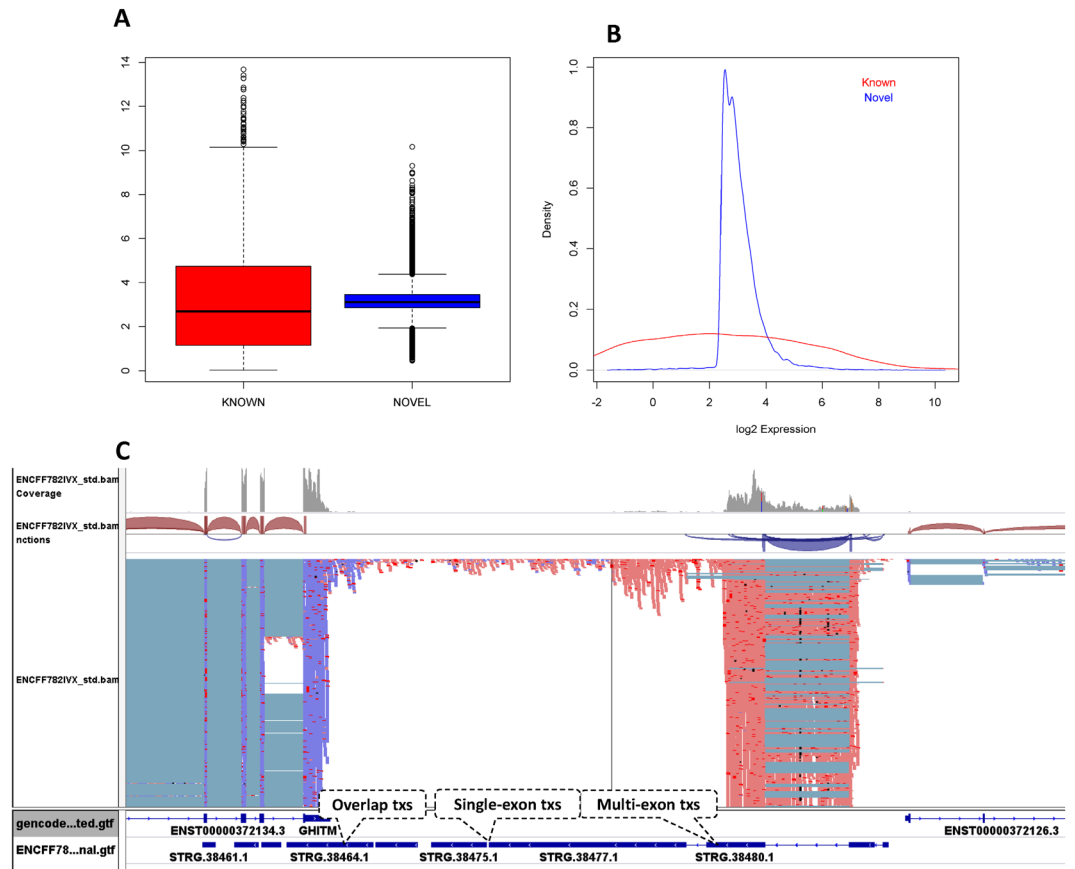 A
14
12
10
8
6
4
2
0
KNOWN
NOVEL
B
1.0
0.8
0.6
0.4
0.2
0.0
Density
Known
Novel
-2
0
2
4
6
8
10
log2 Expression
C
ENCFF782IVX_std.bam
Coverage
ENCFF782IVX_std.bam
nctions
ENCFF782IVX_std.bam
Overlap txs
Single-exon txs
Multi-exon txs
gencode...ted.gtf
ENST00000372134.3
GHITM
ENST00000372126.3
ENCFF78...nal.gtf
STRG.38461.1
STRG.38464.1
STRG.38475.1
STRG.38477.1
STRG.38480.1